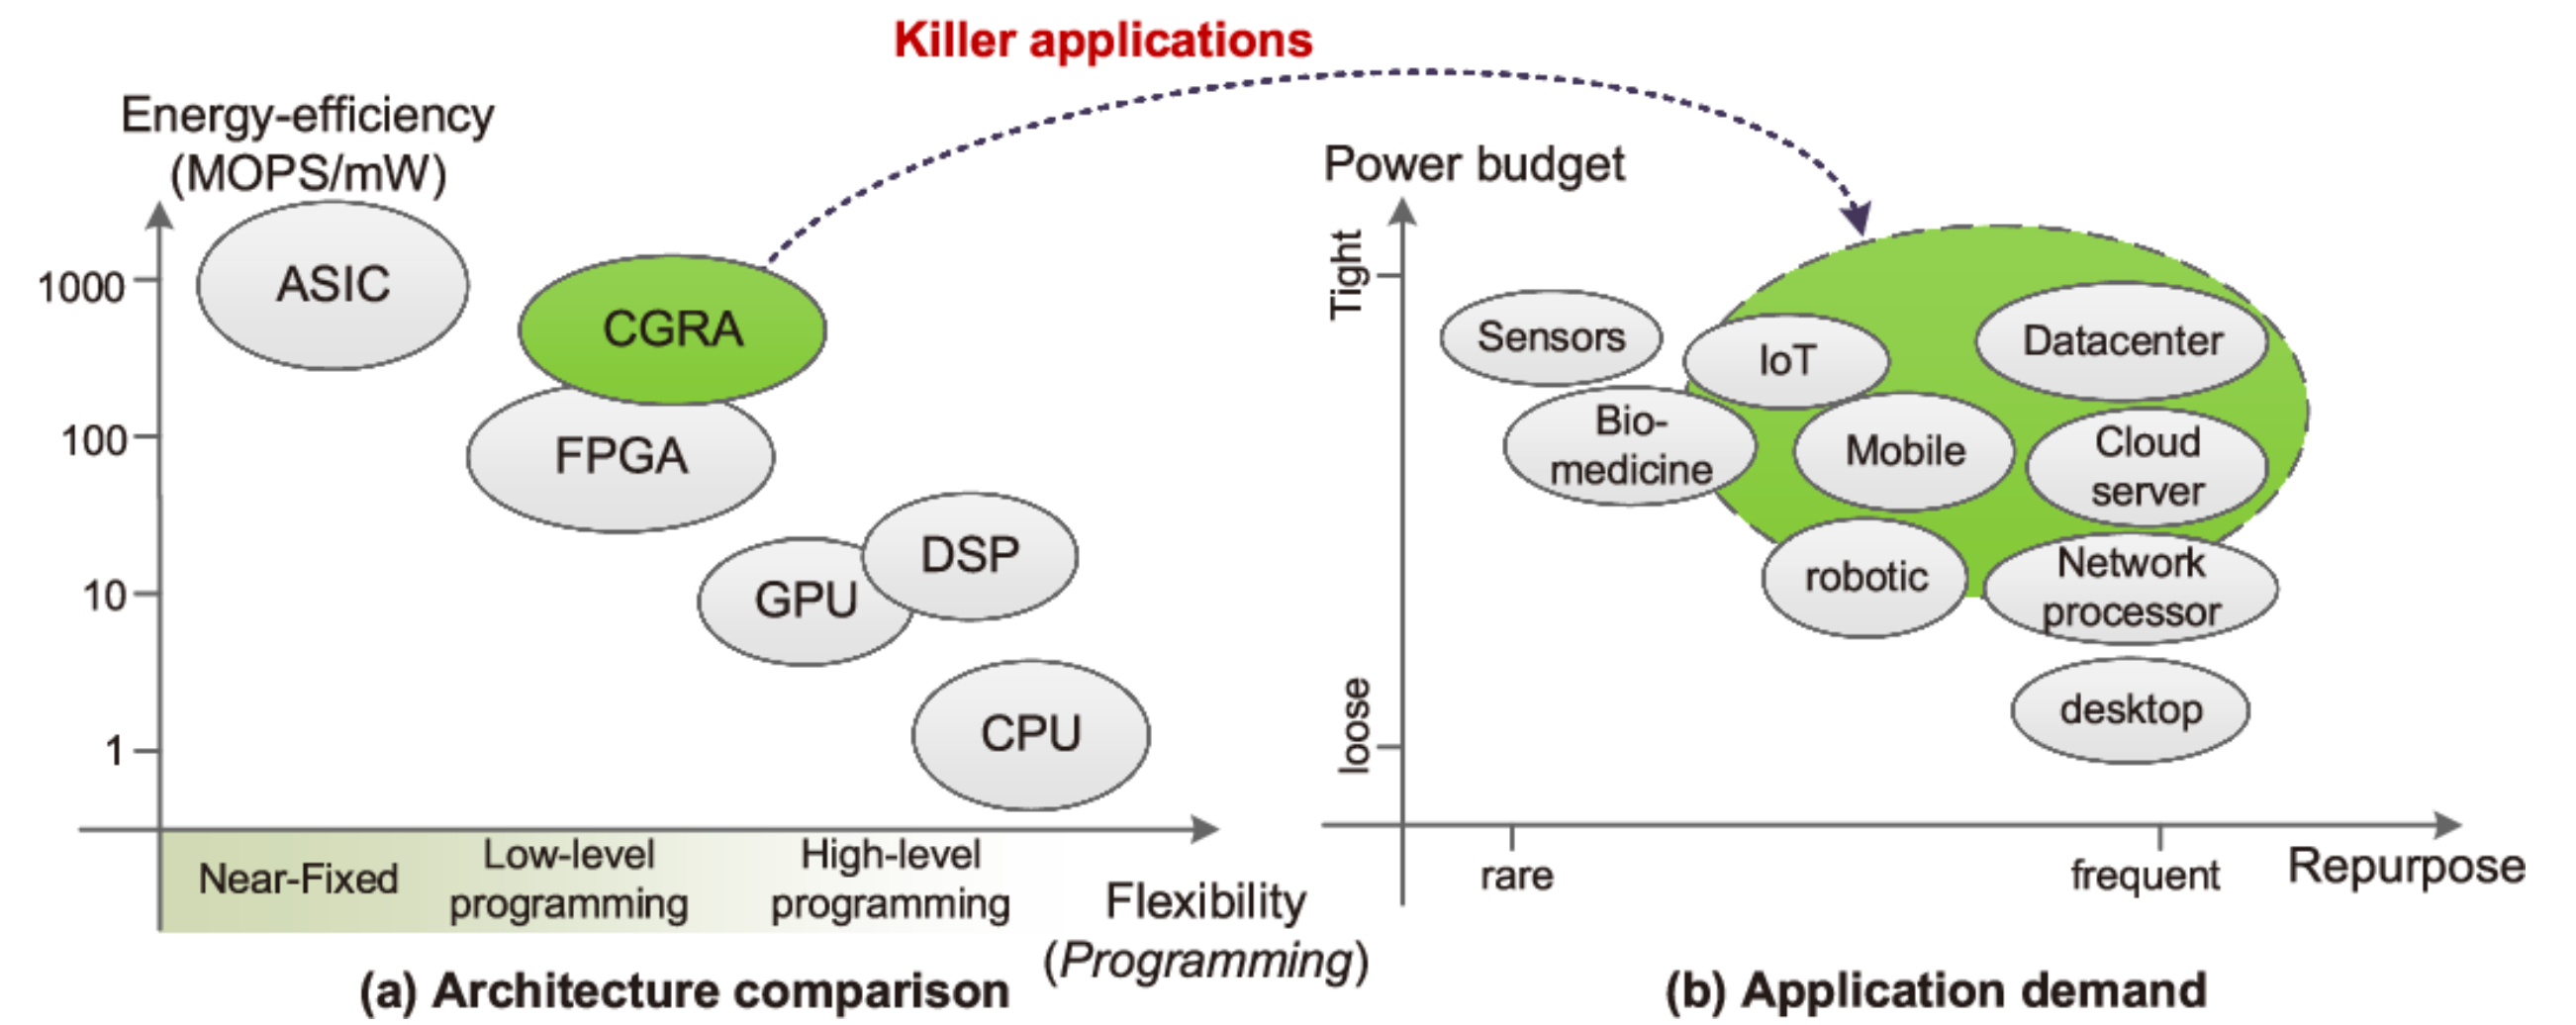 Killer applications
Energy-efficiency
(MOPS/mW)
1000
100
10
1
ASIC
CGRA
FPGA
GPU
DSP
CPU
Near-Fixed
Low-level
programming
High-level
programming
Flexibility
(Programming)
(a) Architecture comparison
Power budget
Tight
loose
Sensors
IoT
Datacenter
Bio-
medicine
Mobile
Cloud
server
robotic
Network
processor
desktop
rare
frequent
Repurpose
(b) Application demand